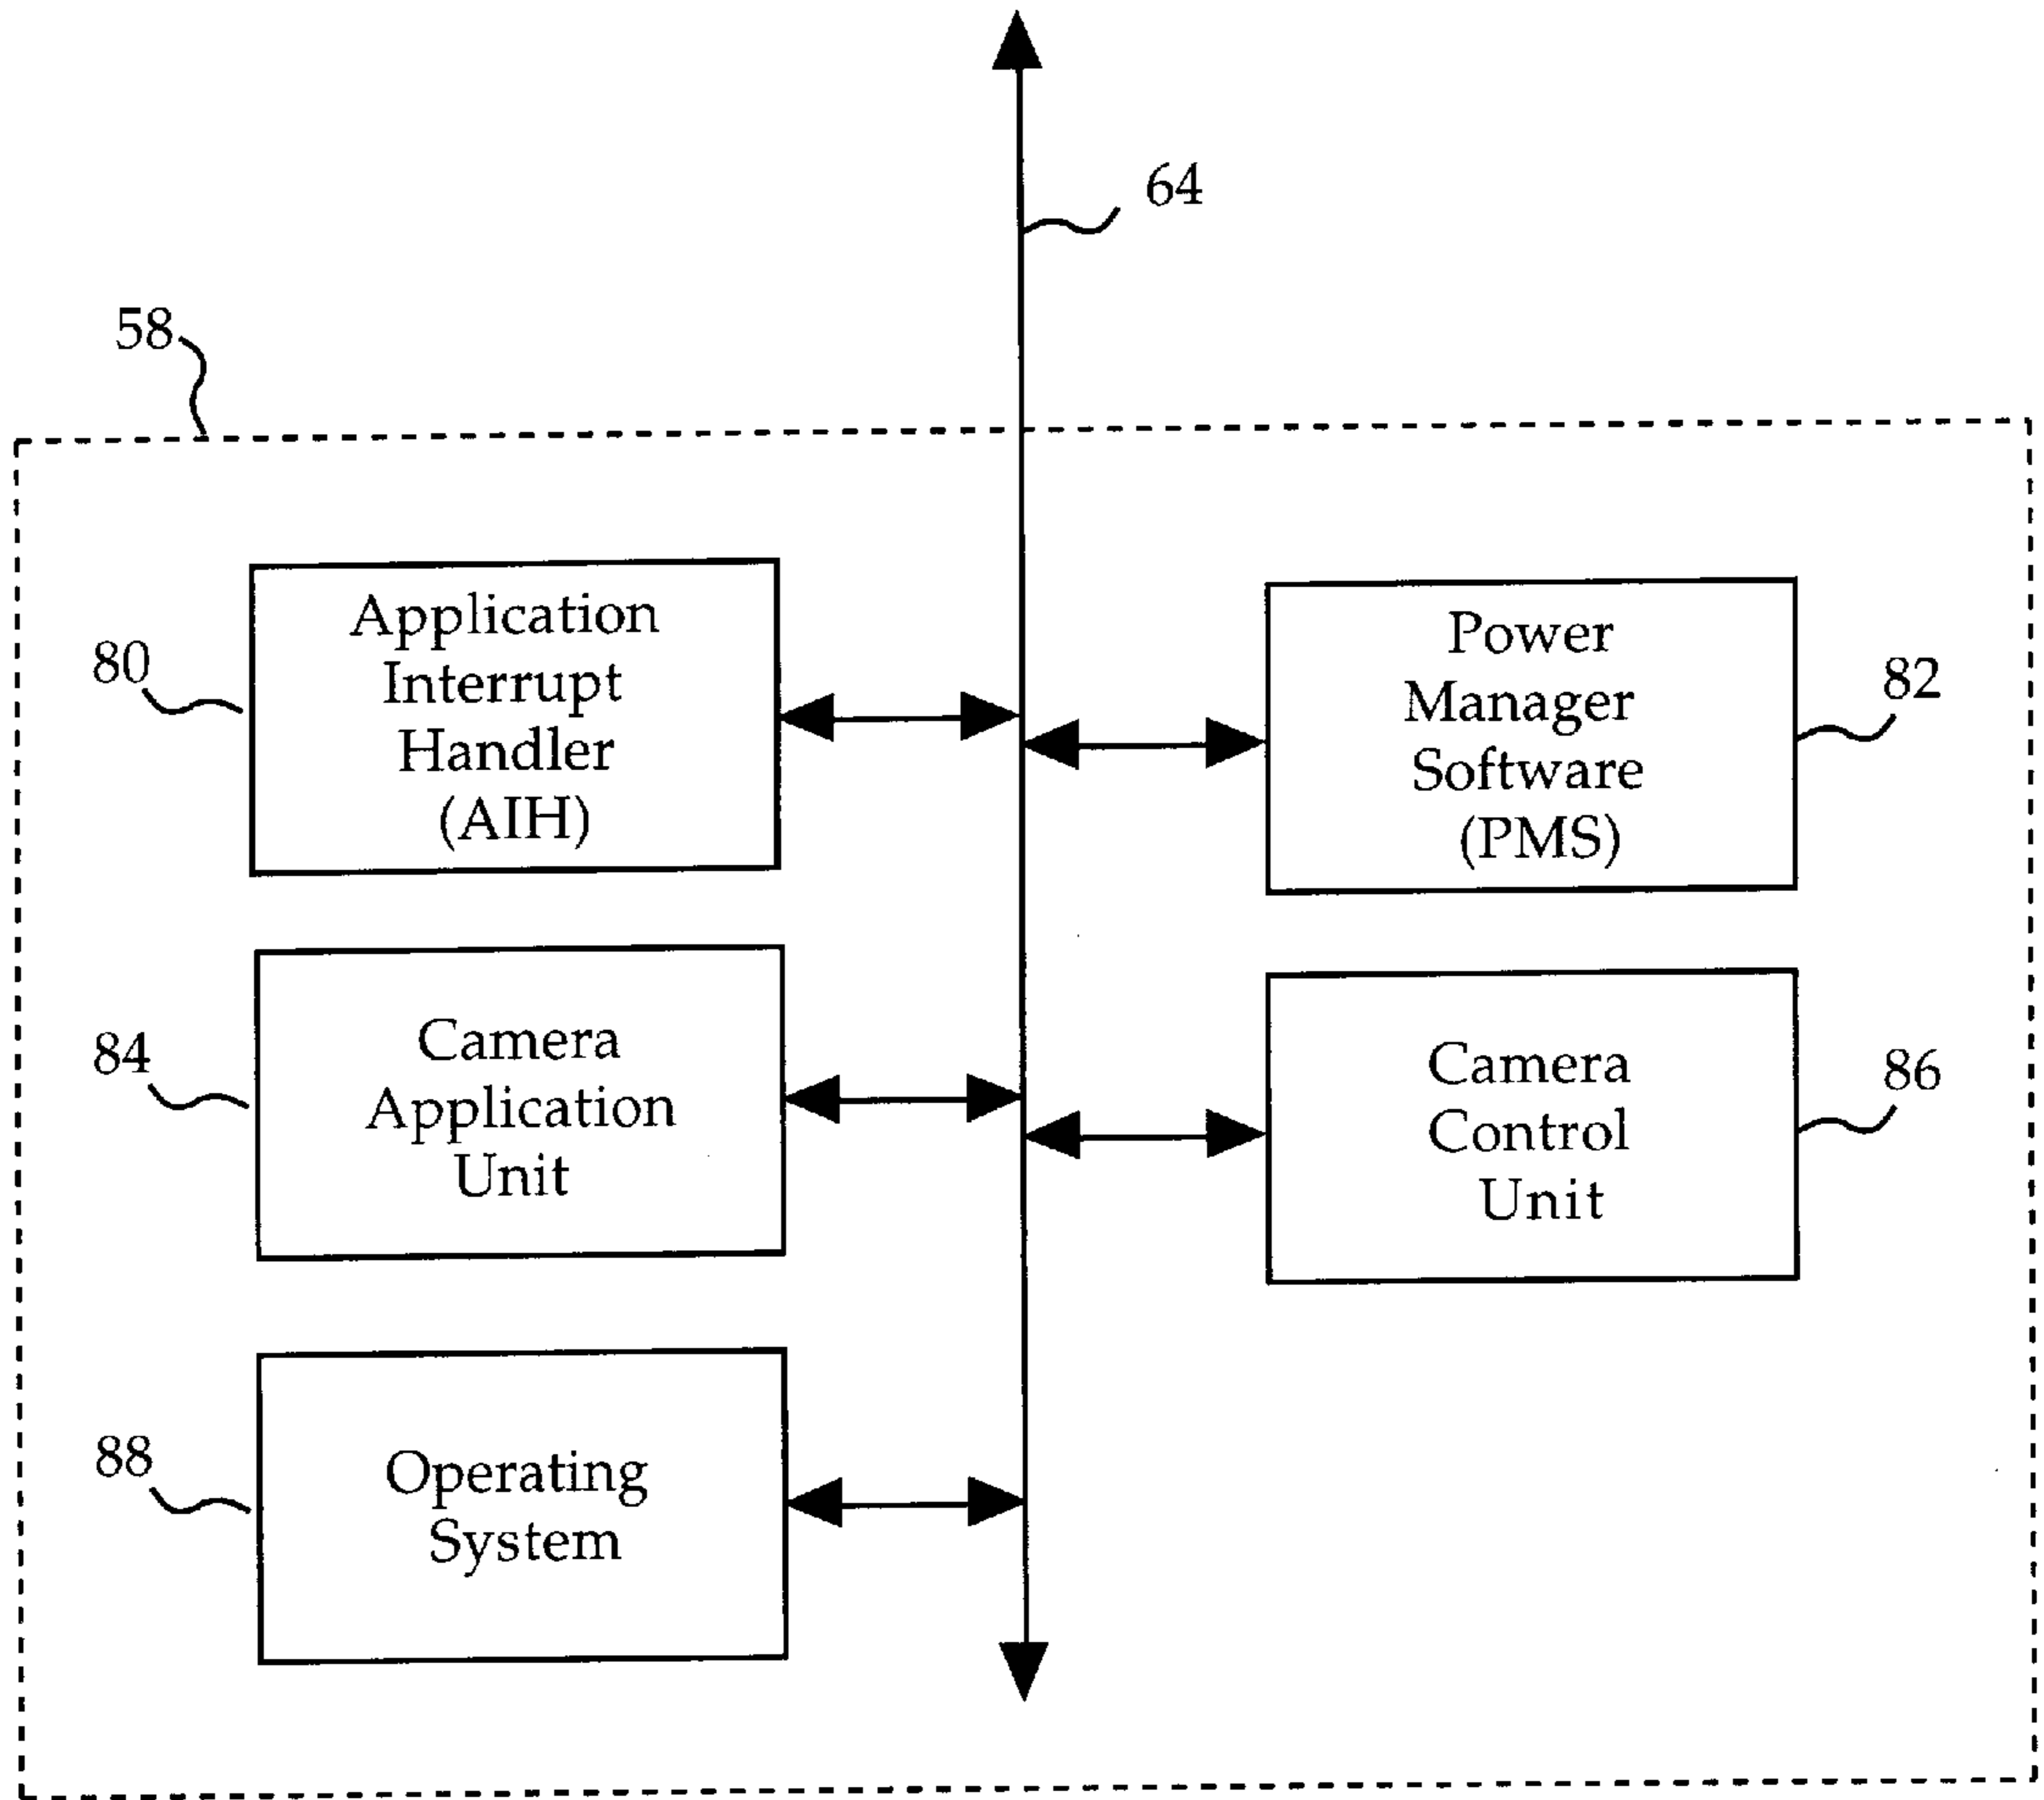 64
58
80
Application
Interrupt
Handler
(AIH)
Power
Manager
Software
(PMS)
82
84
Camera
Application
Unit
Camera
Control
Unit
86
88
Operating
System